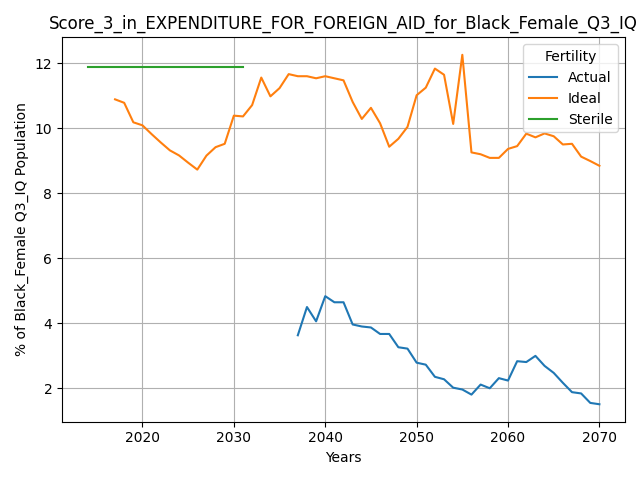 Score_3_in_EXPENDITURE_FOR_FOREIGN_AID_for_Black_Female_Q3_IQ
Fertility
Actual
Ideal
Sterile
% of Black_Female Q3_IQ Population
12
10
8
6
4
2
2020 2030 2040 2050 2060 2070
Years